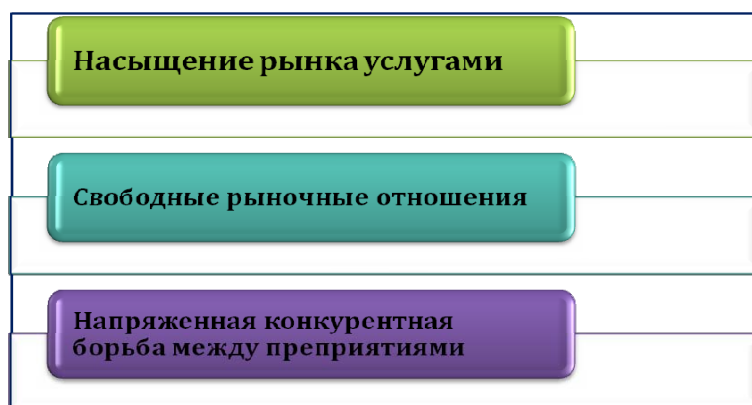 Насыщение рынка услугами
Свободные рыночные отношения
Напряженная конкурентная
борьба между преприятиями